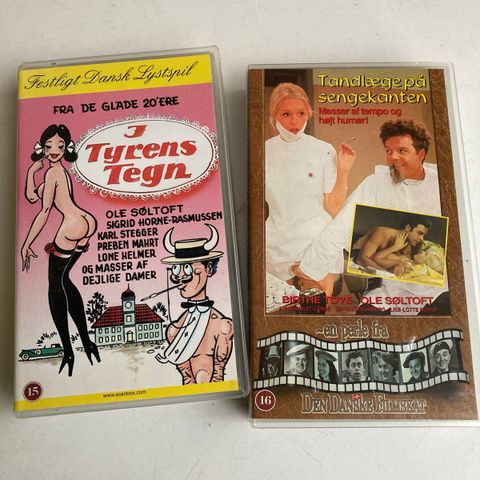 Festligt Dansk Lystspil
FRA DE GLADE 20'ERE
I
Tyrens
Tegn
OLE SØLTOFT
SIGRID HORNE-RASMUSSEN
KARL STEGGER
PREBEN MAHRT
LONE HELMER
OG MASSER AF
DEJLIGE DAMER
15
www.scanbox.com
Tandlæge på
sengekanten
Masser af tempo og
højt humør!
BIRTHE TOVE OLE SØLTOFT
-en perle fra
16
DEN DANSKE FILMSKAT